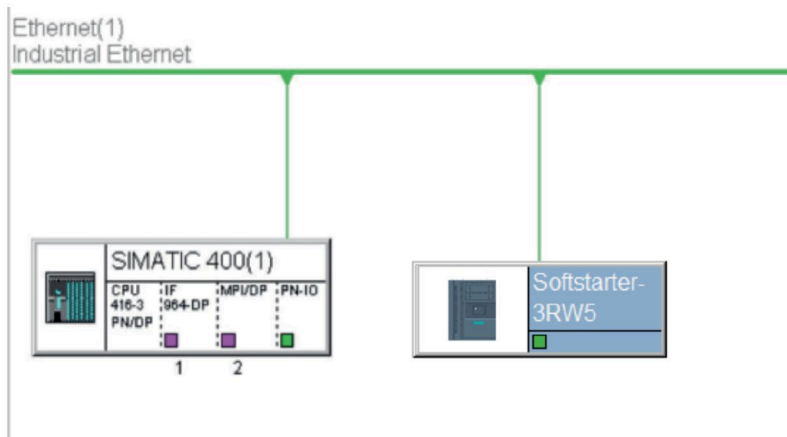 Ethernet(1)
Industrial Ethernet
SIMATIC 400(1)
CPU 416-3 PN/DP
IF 964-DP
MPI/DP
PN-IO
1
2
Softstarter-
3RW5